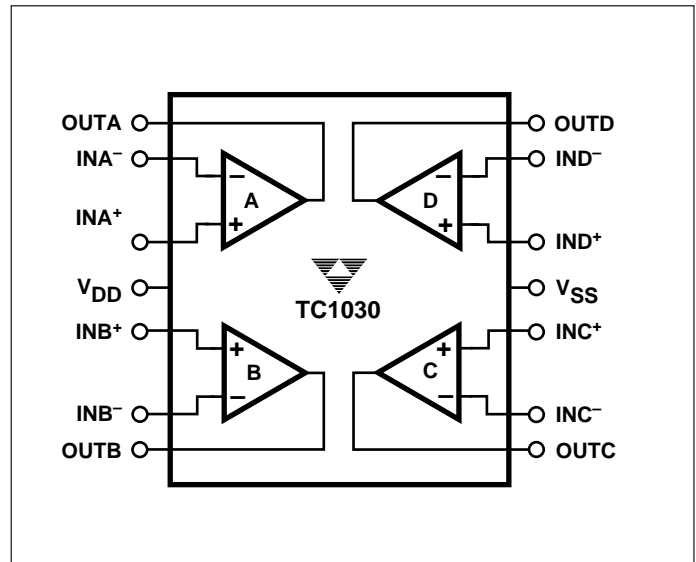 OUTA
OUTD
INA–
IND–
– A +
– D +
INA+
IND+
VDD
VSS
TC1030
INB+
INC+
+ B –
+ C –
INB–
INC–
OUTB
OUTC